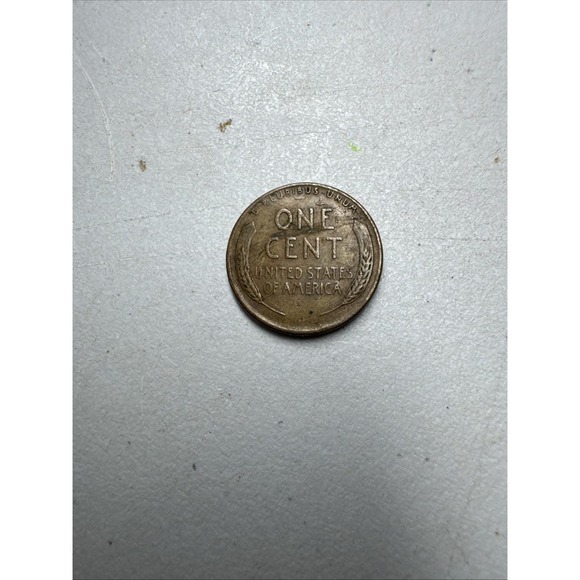 E PLURIBUS UNUM
ONE
CENT
UNITED STATES
OF AMERICA